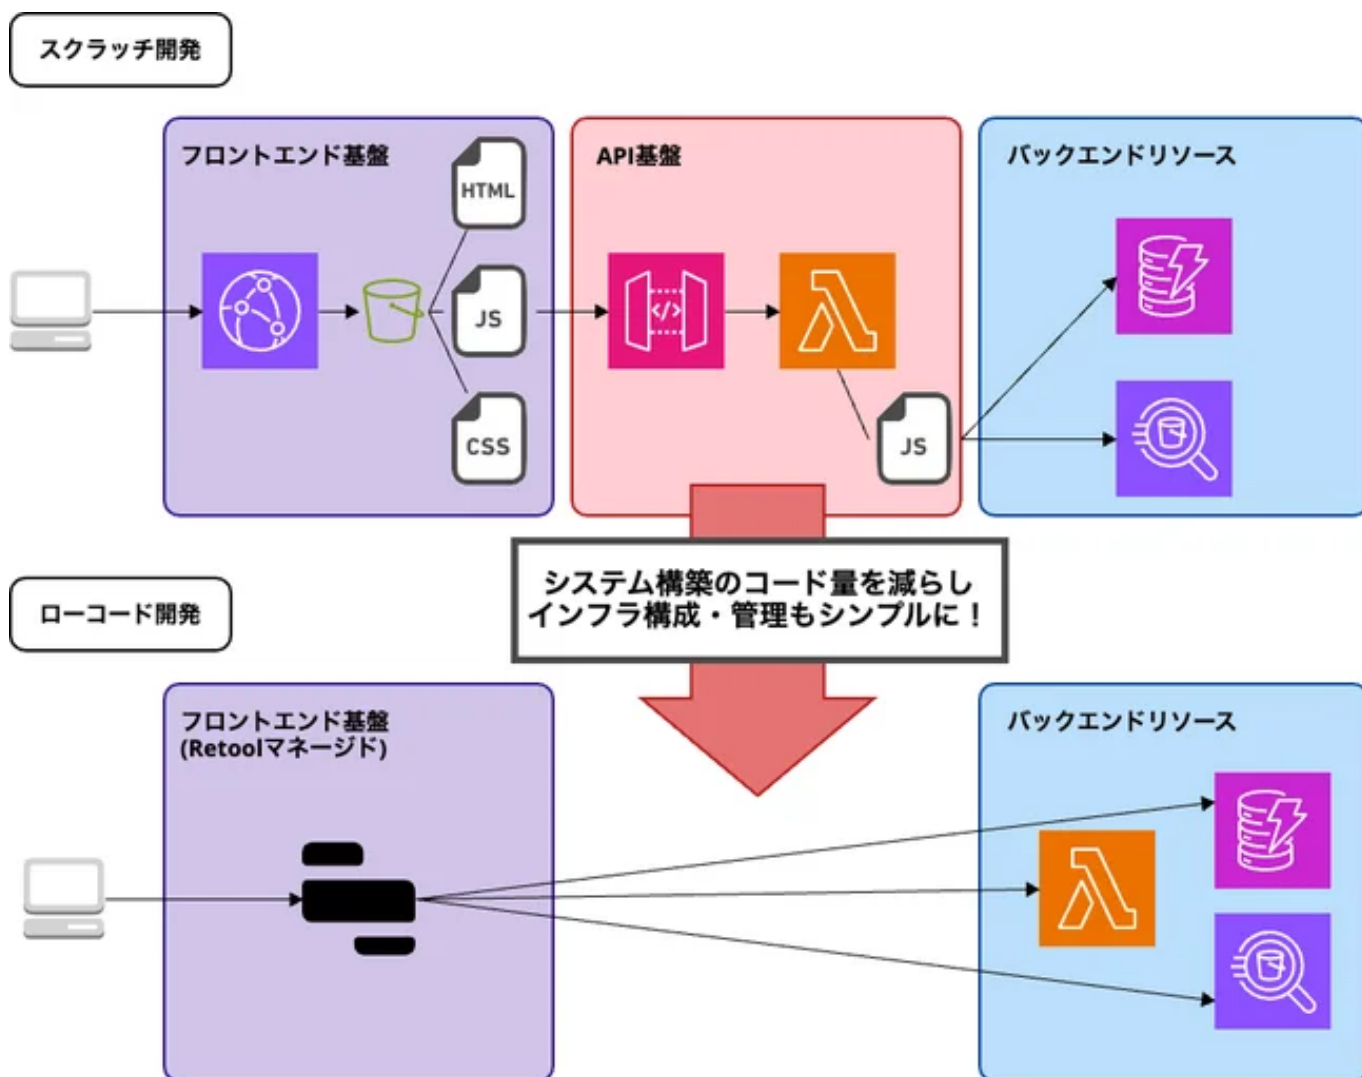 スクラッチ開発
フロントエンド基盤
HTML
JS
CSS
API基盤
</>
JS
バックエンドリソース
システム構築のコード量を減らし
インフラ構成・管理もシンプルに！
ローコード開発
フロントエンド基盤
(Retoolマネージド)
バックエンドリソース